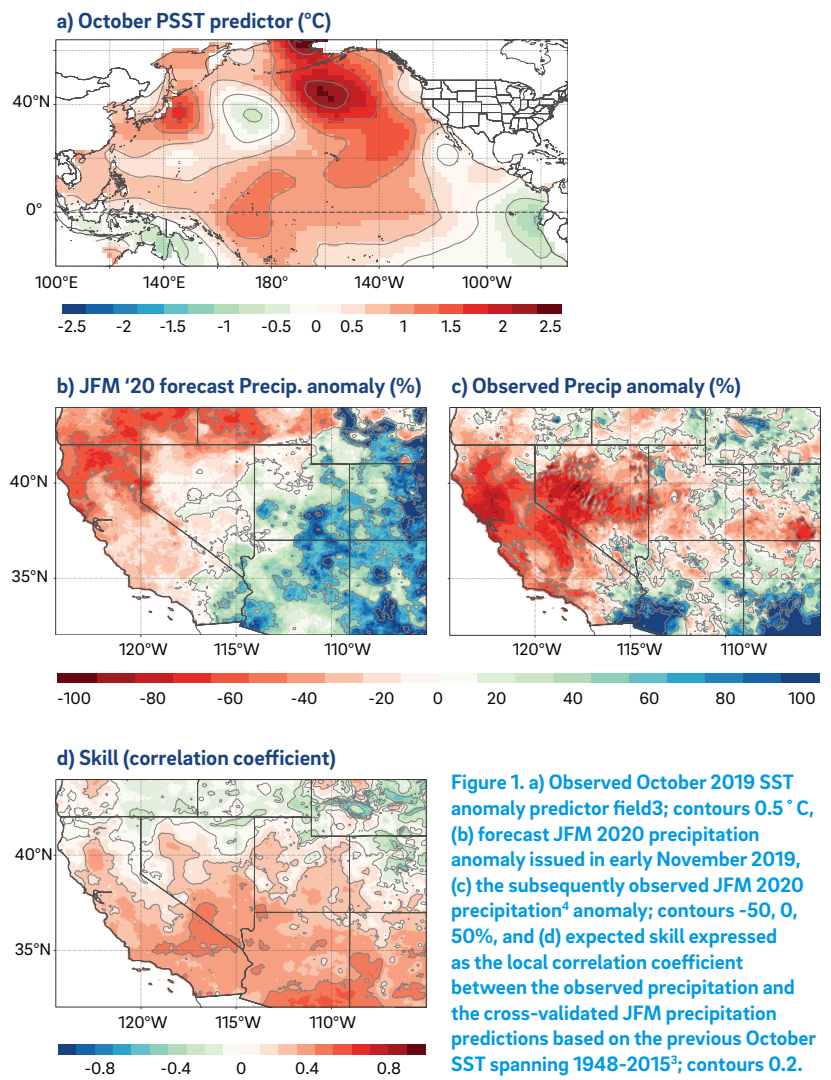 a) October PSST predictor (°C)
40°N
0°
100°E 140°E 180° 140°W 100°W
-2.5 -2 -1.5 -1 -0.5 0 0.5 1 1.5 2 2.5
b) JFM ‘20 forecast Precip. anomaly (%) c) Observed Precip anomaly (%)
40°N
35°N
120°W 115°W 110°W 120°W 115°W 110°W
-100 -80 -60 -40 -20 0 20 40 60 80 100
d) Skill (correlation coefficient)
40°N
35°N
120°W 115°W 110°W
-0.8 -0.4 0 0.4 0.8
Figure 1. a) Observed October 2019 SST
anomaly predictor field3; contours 0.5˚C,
(b) forecast JFM 2020 precipitation
anomaly issued in early November 2019,
(c) the subsequently observed JFM 2020
precipitation⁴ anomaly; contours -50, 0,
50%, and (d) expected skill expressed
as the local correlation coefficient
between the observed precipitation and
the cross-validated JFM precipitation
predictions based on the previous October
SST spanning 1948-2015³; contours 0.2.